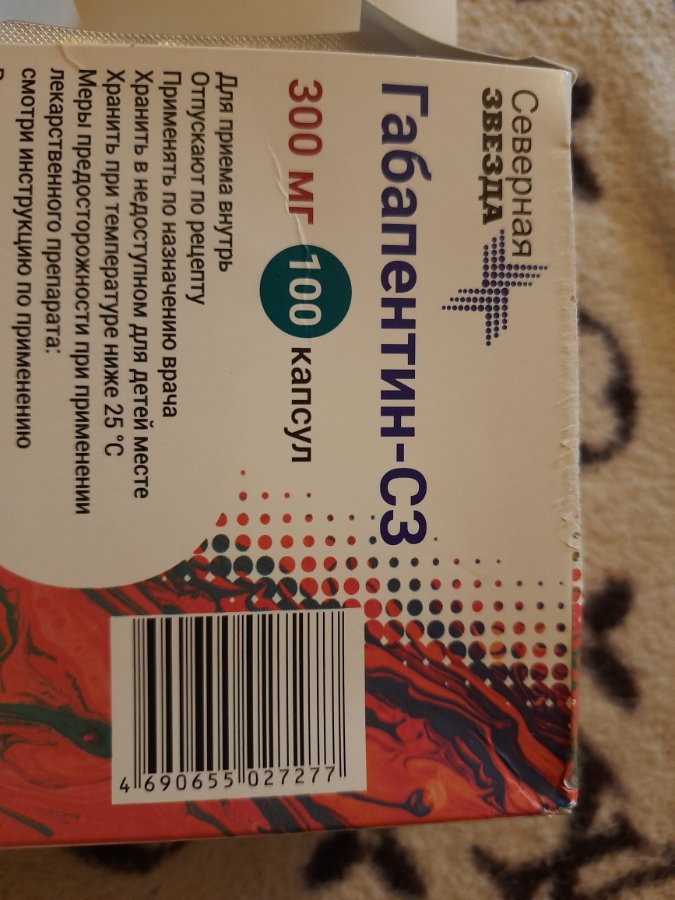 Северная
ЗВЕЗДА
Габапентин-СЗ
300 мг 100 капсул
Для приема внутрь
Отпускают по рецепту
Применять по назначению врача
Хранить в недоступном для детей месте
Хранить при температуре ниже 25 °С
Меры предосторожности при применении
лекарственного препарата:
смотри инструкцию по применению
4 690655 027277